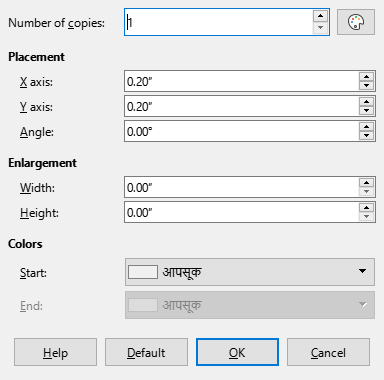 Number of copies: 1
Placement
X axis: 0.20″
Y axis: 0.20″
Angle: 0.00°
Enlargement
Width: 0.00″
Height: 0.00″
Colors
Start: आपसूक
End: आपसूक
Help Default OK Cancel